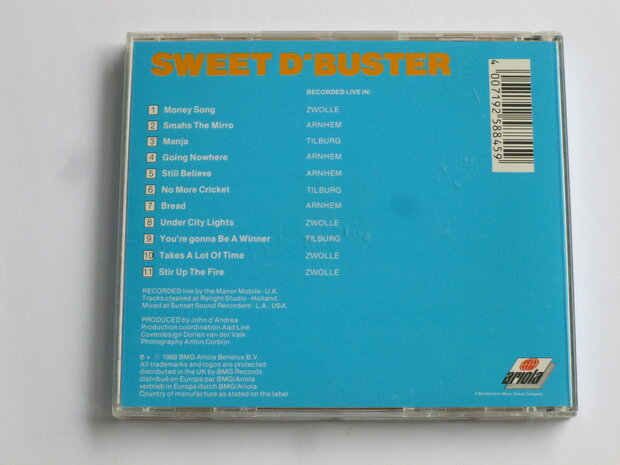 SWEET D'BUSTER
RECORDED LIVE IN:
1 Money Song ZWOLLE
2 Smahs The Mirro ARNHEM
3 Manja TILBURG
4 Going Nowhere ARNHEM
5 Still Believe ARNHEM
6 No More Cricket TILBURG
7 Bread ARNHEM
8 Under City Lights ZWOLLE
9 You're gonna Be A Winner TILBURG
10 Takes A Lot Of Time ZWOLLE
11 Stir Up The Fire ZWOLLE
RECORDED live by the Manor Mobile - U.K.
Tracks cleaned at Relight Studio - Holland.
Mixed at Sunset Sound Recorders - L.A., USA.
PRODUCED by John d'Andrea
Production coordination Aad Link
Coverdesign Dorien van der Valk
Photography Anton Corbijn
℗ + © 1988 BMG Ariola Benelux B.V.
All trademarks and logos are protected
distributed in the UK by BMG Records
distribué en Europe par BMG/Ariola
vertrieb in Europa durch BMG/Ariola
Country of manufacture as stated on the label
4 007192 588459
ariola
A Bertelsmann Music Group Company